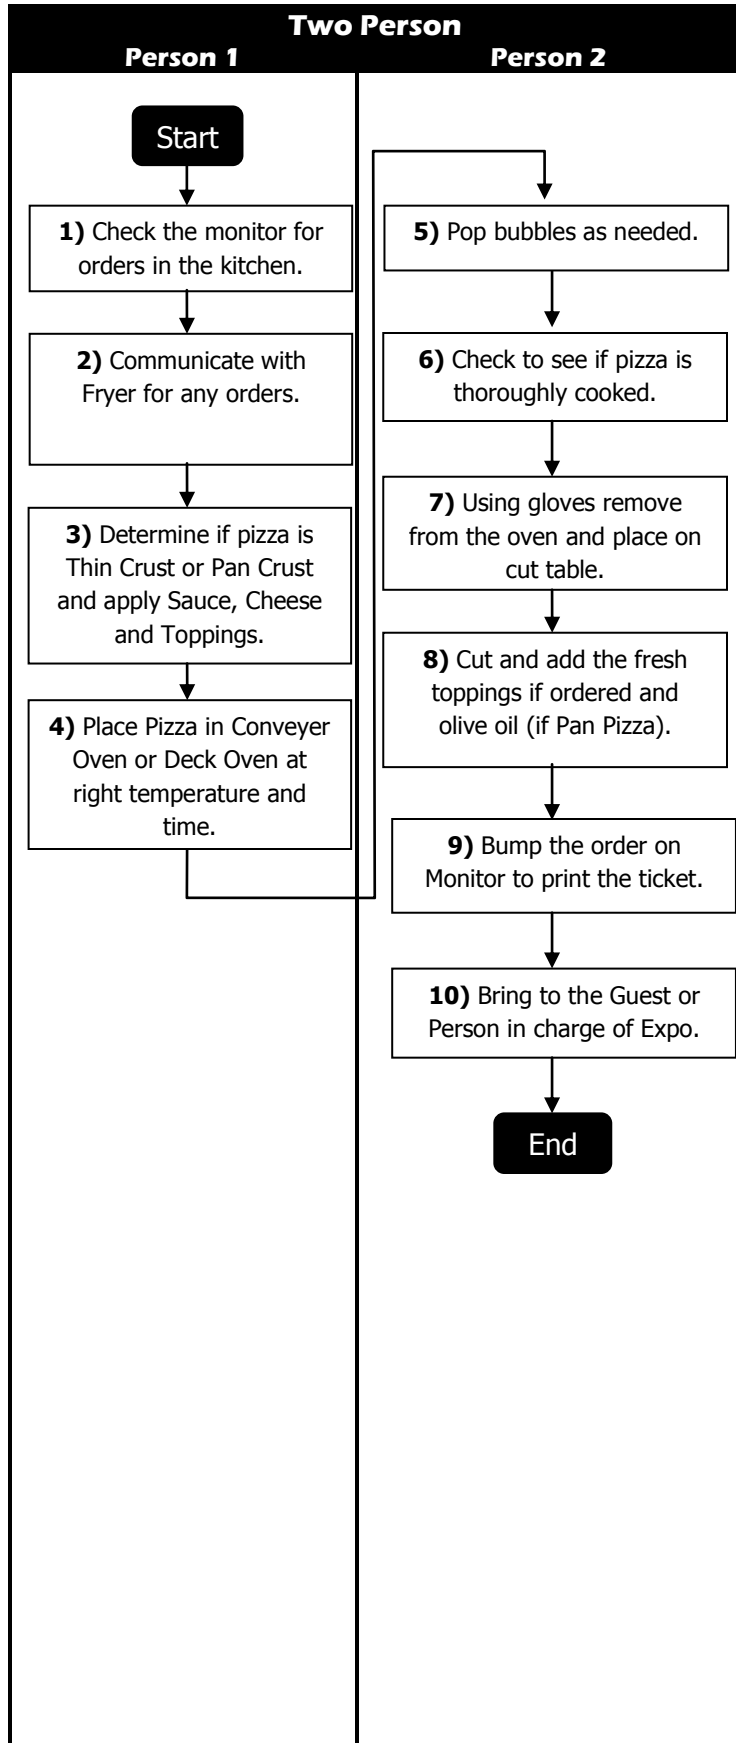 Two Person
Person 1
Person 2
Start
1) Check the monitor for
orders in the kitchen.
2) Communicate with
Fryer for any orders.
3) Determine if pizza is
Thin Crust or Pan Crust
and apply Sauce, Cheese
and Toppings.
4) Place Pizza in Conveyer
Oven or Deck Oven at
right temperature and
time.
5) Pop bubbles as needed.
6) Check to see if pizza is
thoroughly cooked.
7) Using gloves remove
from the oven and place on
cut table.
8) Cut and add the fresh
toppings if ordered and
olive oil (if Pan Pizza).
9) Bump the order on
Monitor to print the ticket.
10) Bring to the Guest or
Person in charge of Expo.
End